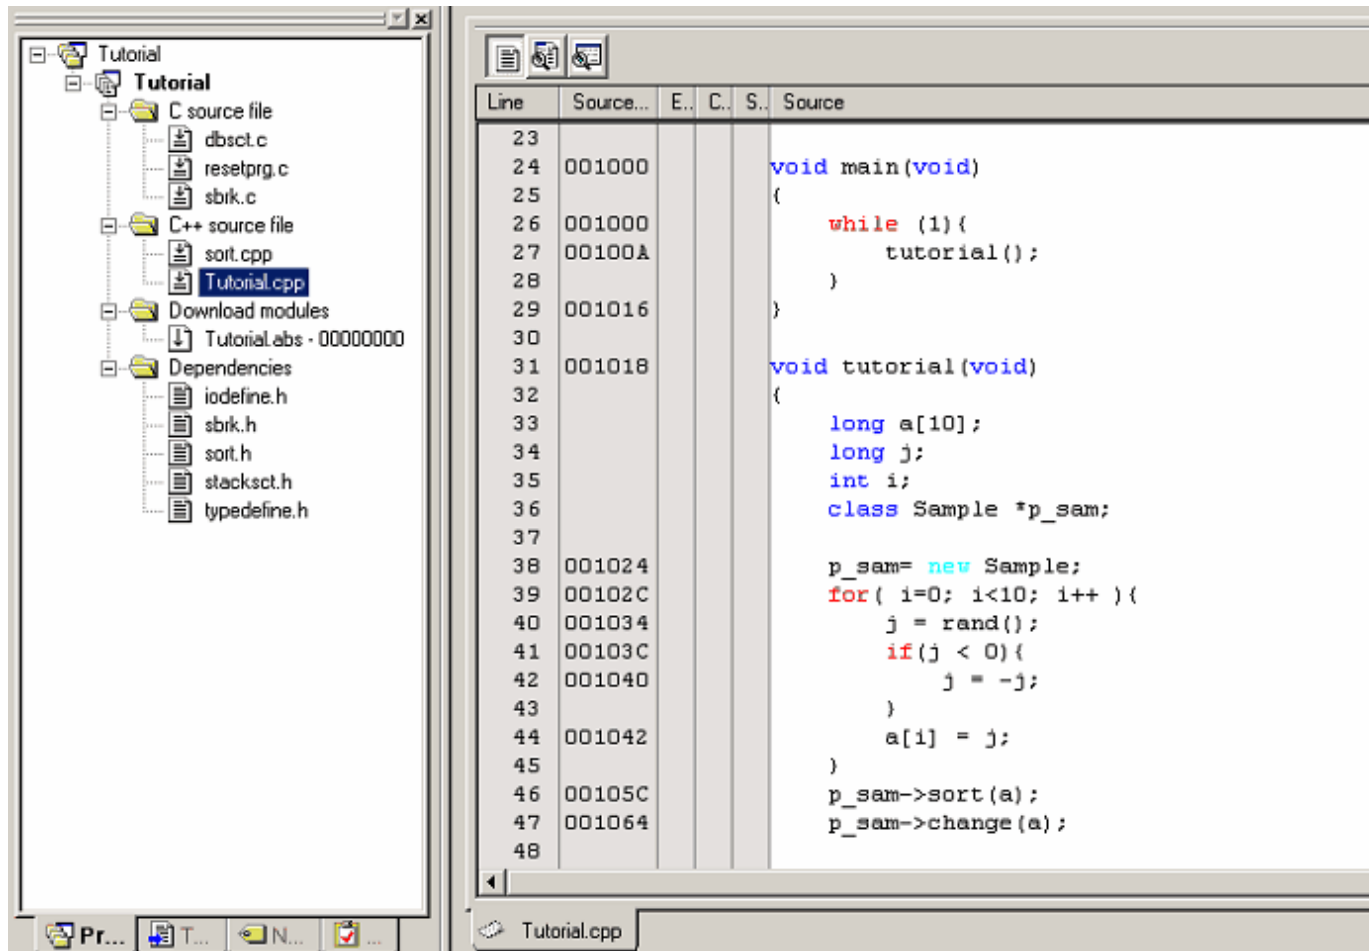 Tutorial
Tutorial
C source file
dbsct.c
resetprg.c
sbrk.c
C++ source file
sort.cpp
Tutorial.cpp
Download modules
Tutorial.abs - 00000000
Dependencies
iodefine.h
sbrk.h
sort.h
stacksct.h
typedefine.h
Pr... T... N... ...
Line Source... E.. C.. S.. Source
23
24 001000 void main(void)
25 {
26 001000 while (1){
27 00100A tutorial();
28 }
29 001016 }
30
31 001018 void tutorial(void)
32 {
33 long a[10];
34 long j;
35 int i;
36 class Sample *p_sam;
37
38 001024 p_sam= new Sample;
39 00102C for( i=0; i<10; i++ ){
40 001034 j = rand();
41 00103C if(j < 0){
42 001040 j = -j;
43 }
44 001042 a[i] = j;
45 }
46 00105C p_sam->sort(a);
47 001064 p_sam->change(a);
48
Tutorial.cpp